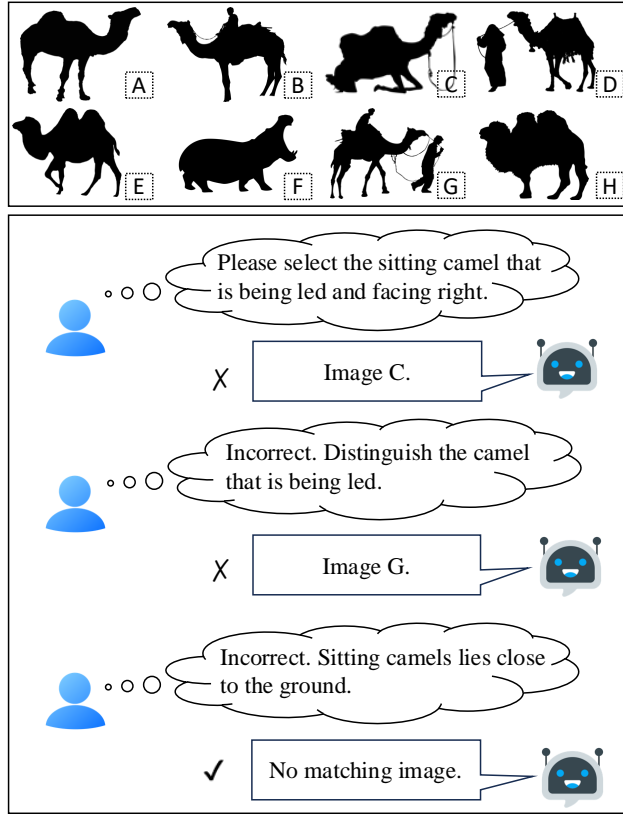 A
B
C
D
E
F
G
H
Please select the sitting camel that
is being led and facing right.
✗
Image C.
Incorrect. Distinguish the camel
that is being led.
✗
Image G.
Incorrect. Sitting camels lies close
to the ground.
✓
No matching image.